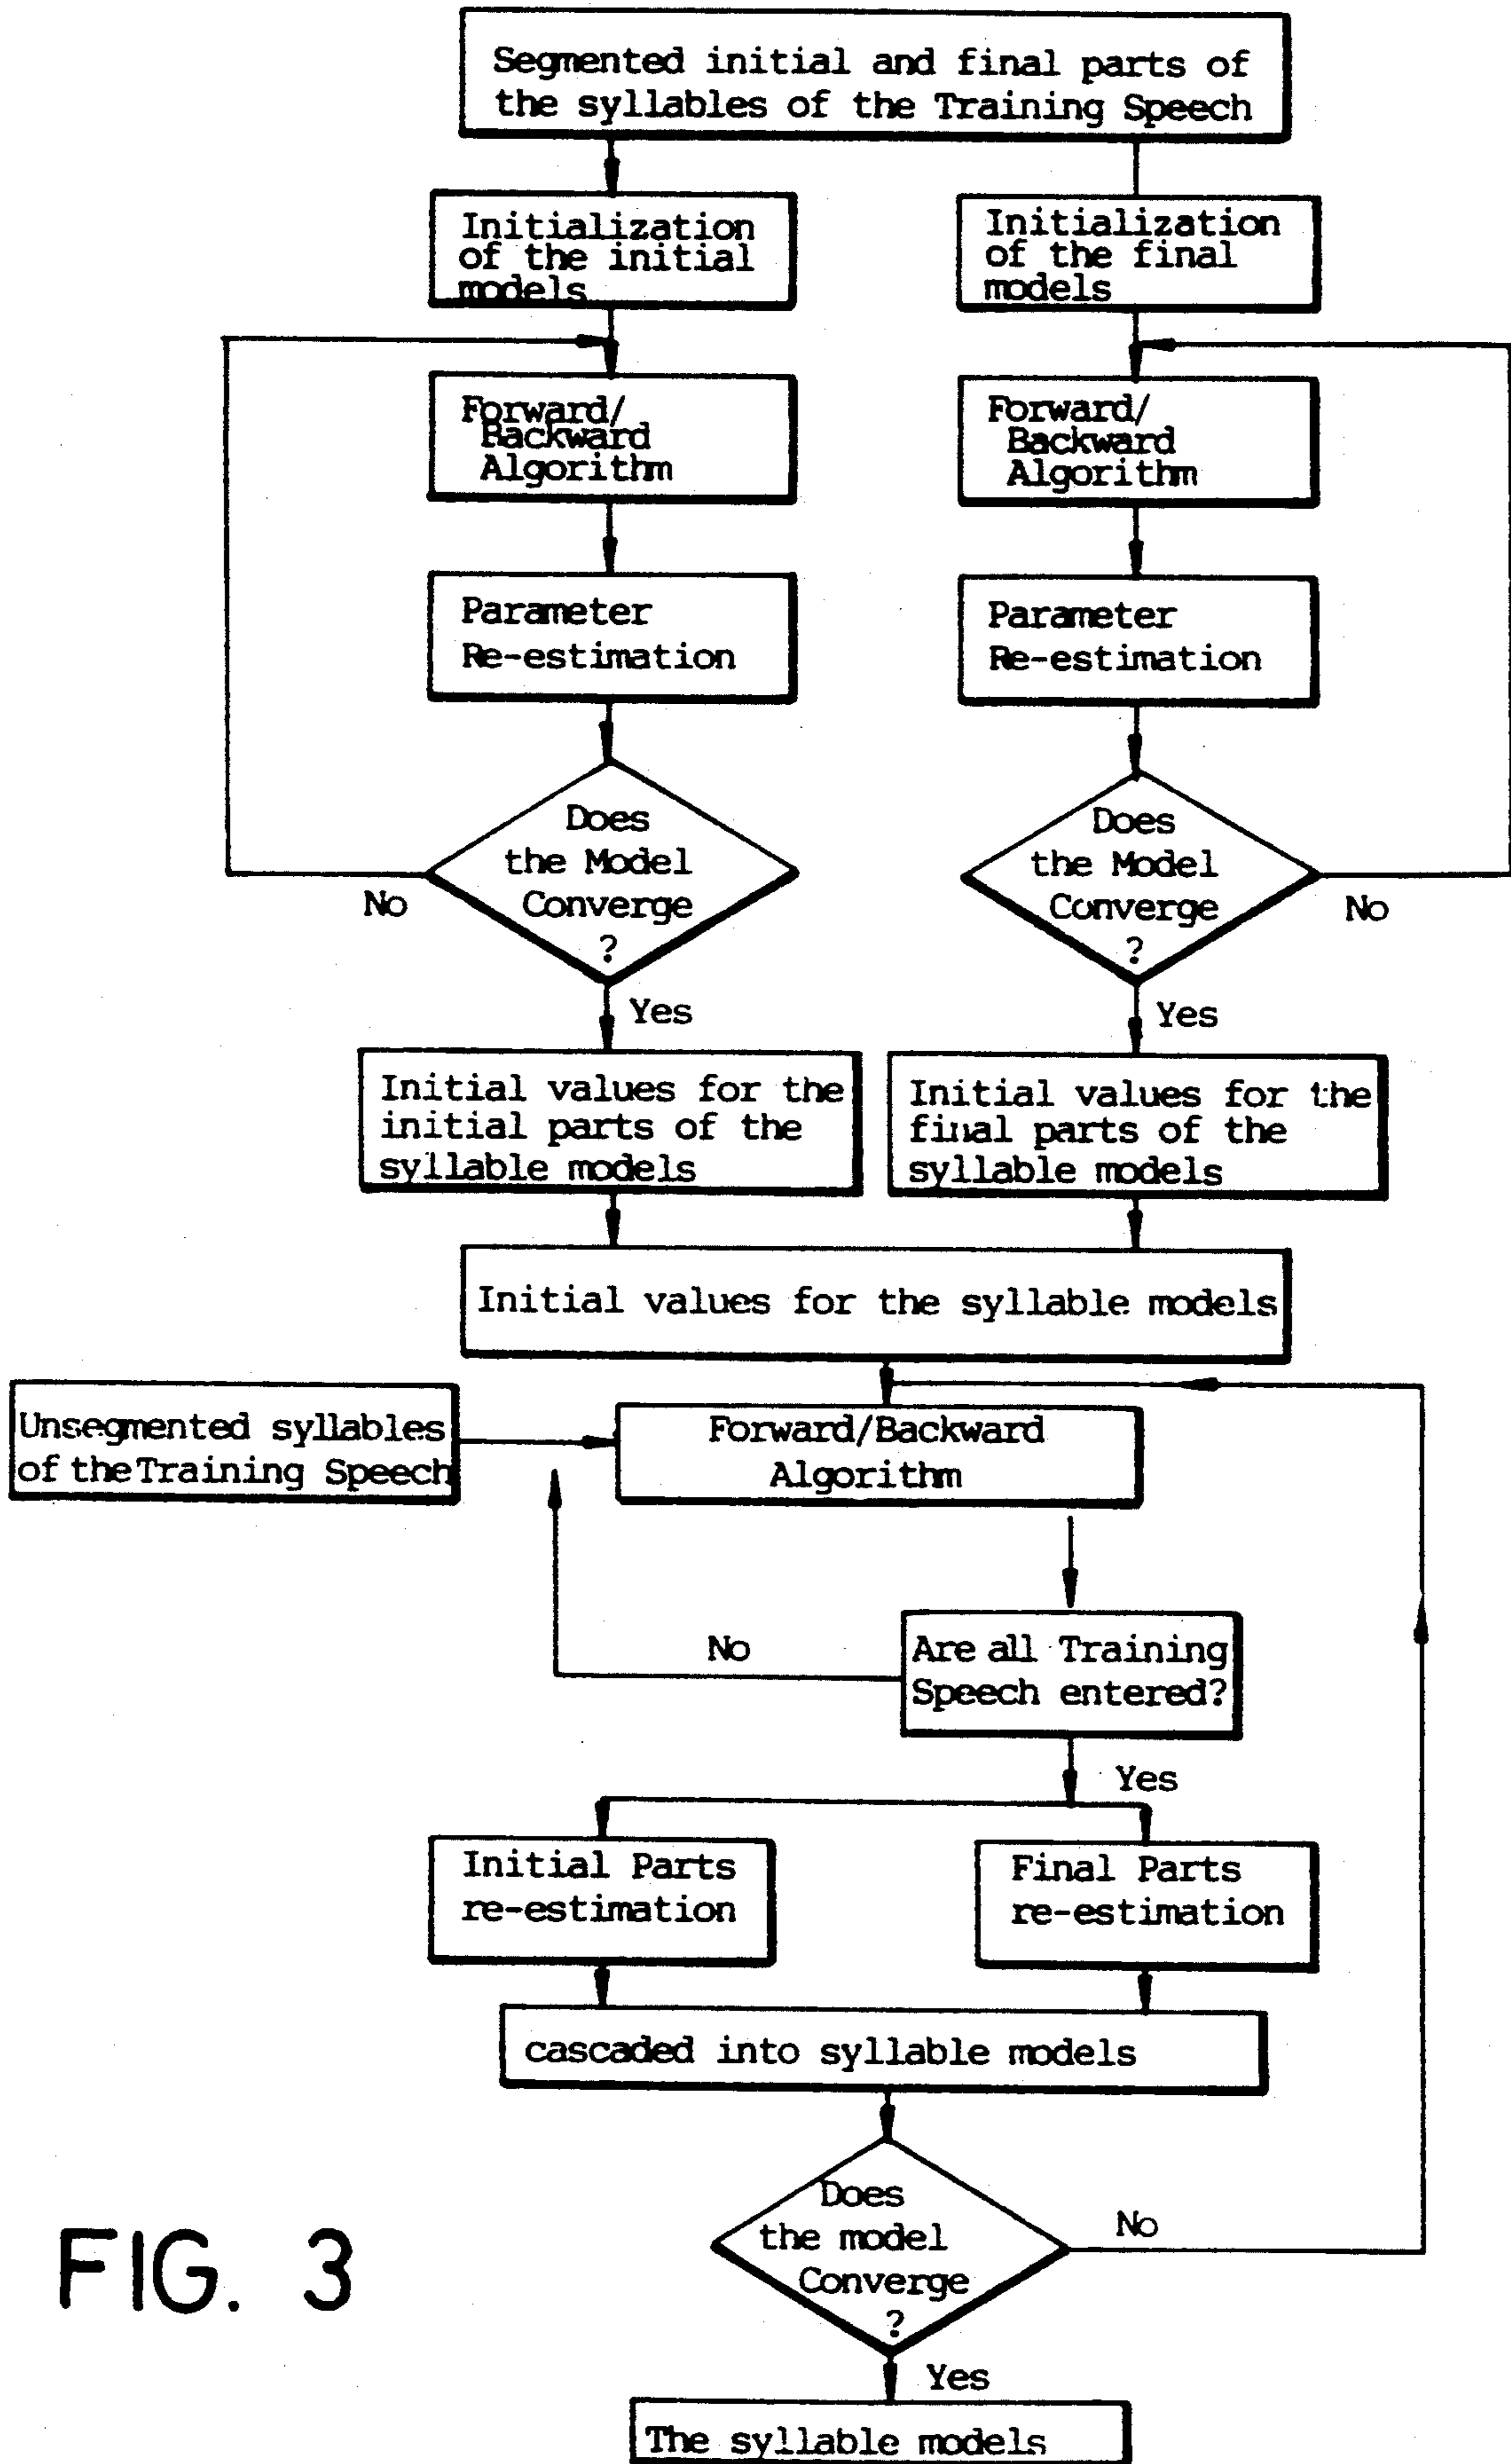 Segmented initial and final parts of
the syllables of the Training Speech
Initialization
of the initial
models
Initialization
of the final
models
Forward/
Backward
Algorithm
Forward/
Backward
Algorithm
Parameter
Re-estimation
Parameter
Re-estimation
Does
the Model
Converge
?
No
Does
the Model
Converge
?
No
Yes
Yes
Initial values for the
initial parts of the
syllable models
Initial values for the
final parts of the
syllable models
Initial values for the syllable models
Unsegmented syllables
of the Training Speech
Forward/Backward
Algorithm
No
Are all Training
Speech entered?
Yes
Initial Parts
re-estimation
Final Parts
re-estimation
cascaded into syllable models
Does
the model
Converge
?
No
FIG. 3
Yes
The syllable models